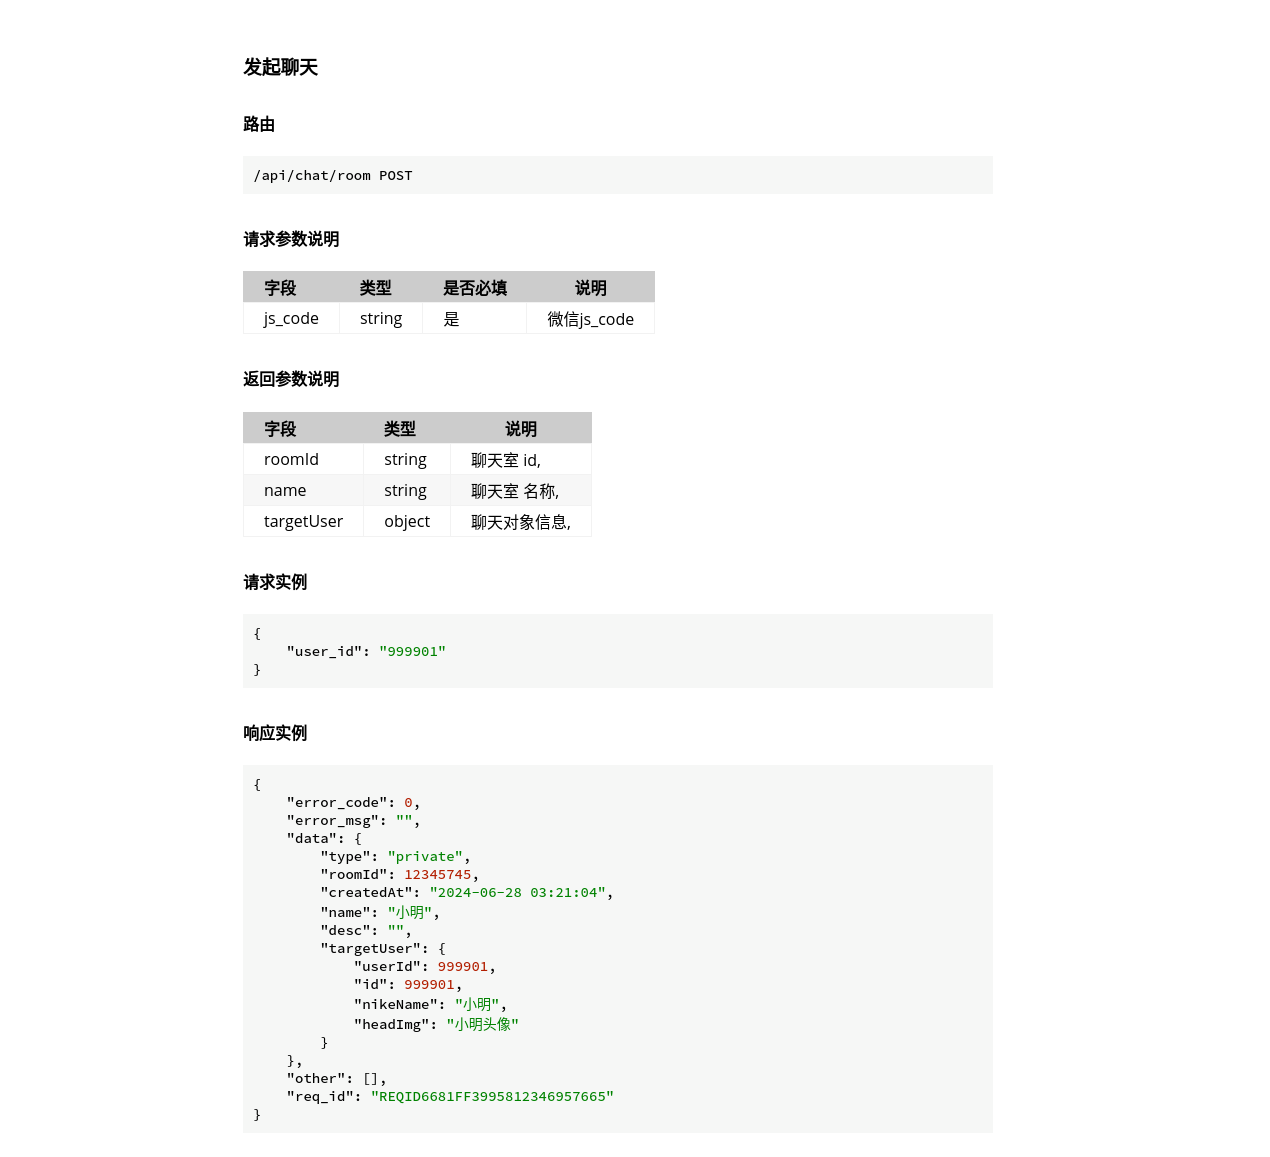 发起聊天
路由
/api/chat/room POST
请求参数说明
字段 类型 是否必填 说明
js_code string 是 微信js_code
返回参数说明
字段 类型 说明
roomId string 聊天室 id,
name string 聊天室 名称,
targetUser object 聊天对象信息,
请求实例
{
    "user_id": "999901"
}
响应实例
{
    "error_code": 0,
    "error_msg": "",
    "data": {
        "type": "private",
        "roomId": 12345745,
        "createdAt": "2024-06-28 03:21:04",
        "name": "小明",
        "desc": "",
        "targetUser": {
            "userId": 999901,
            "id": 999901,
            "nikeName": "小明",
            "headImg": "小明头像"
        }
    },
    "other": [],
    "req_id": "REQID6681FF3995812346957665"
}